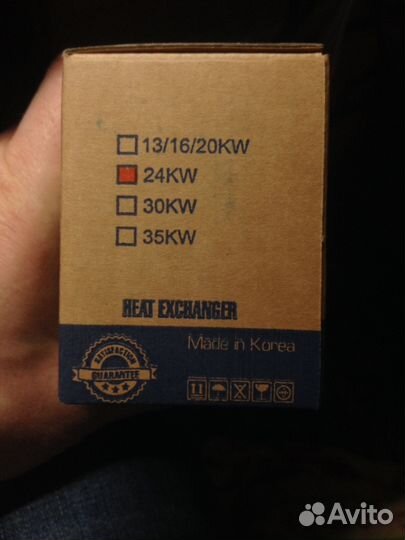 13/16/20KW
24KW
30KW
35KW
HEAT EXCHANGER
Made in Korea
SATISFACTION
GUARANTEE
Avito